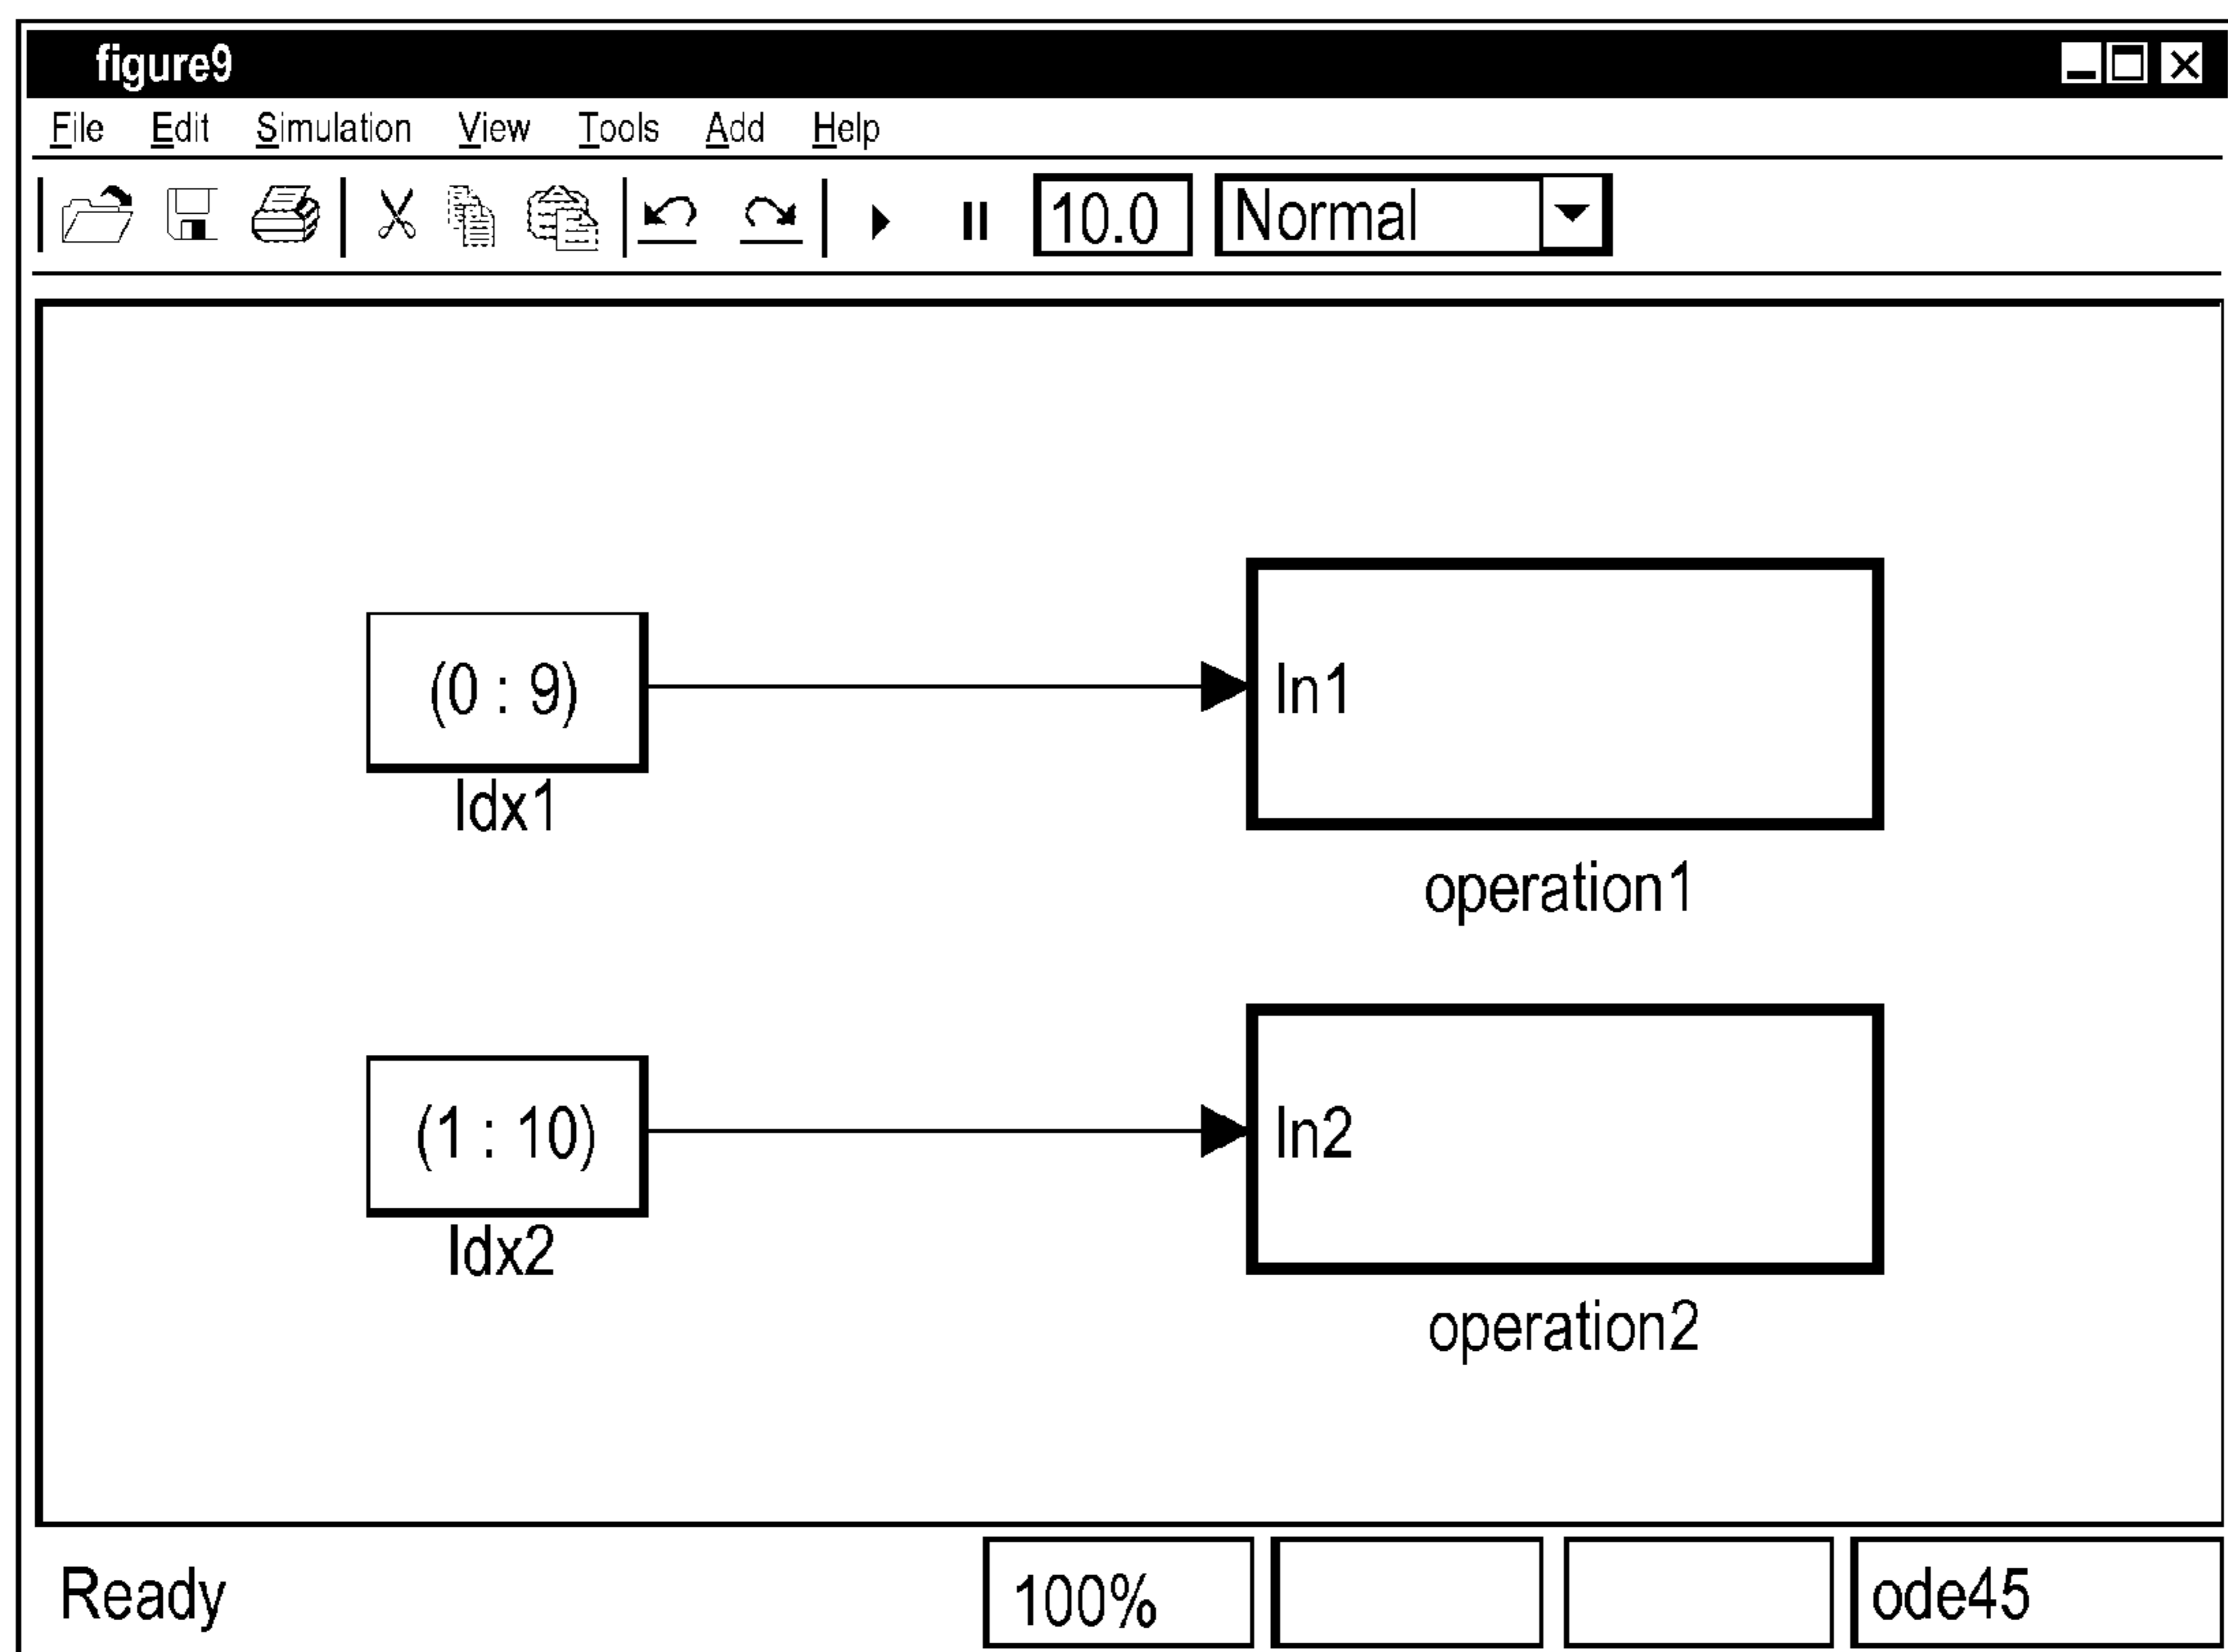 figure9
File Edit Simulation View Tools Add Help
10.0 Normal
(0 : 9)
In1
Idx1
operation1
(1 : 10)
In2
Idx2
operation2
Ready 100% ode45